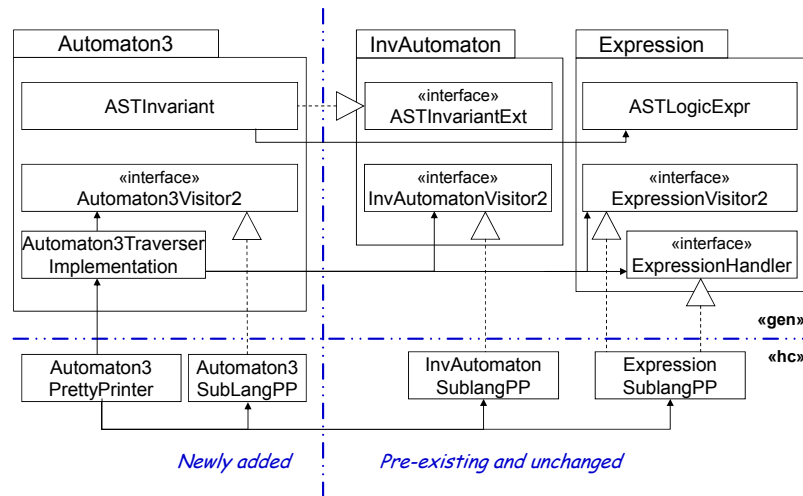 Automaton3
InvAutomaton
Expression
ASTInvariant
«interface»
ASTInvariantExt
ASTLogicExpr
«interface»
Automaton3Visitor2
«interface»
InvAutomatonVisitor2
«interface»
ExpressionVisitor2
Automaton3Traverser
Implementation
«interface»
ExpressionHandler
«gen»
«hc»
Automaton3
PrettyPrinter
Automaton3
SubLangPP
InvAutomaton
SublangPP
Expression
SublangPP
Newly added
Pre-existing and unchanged